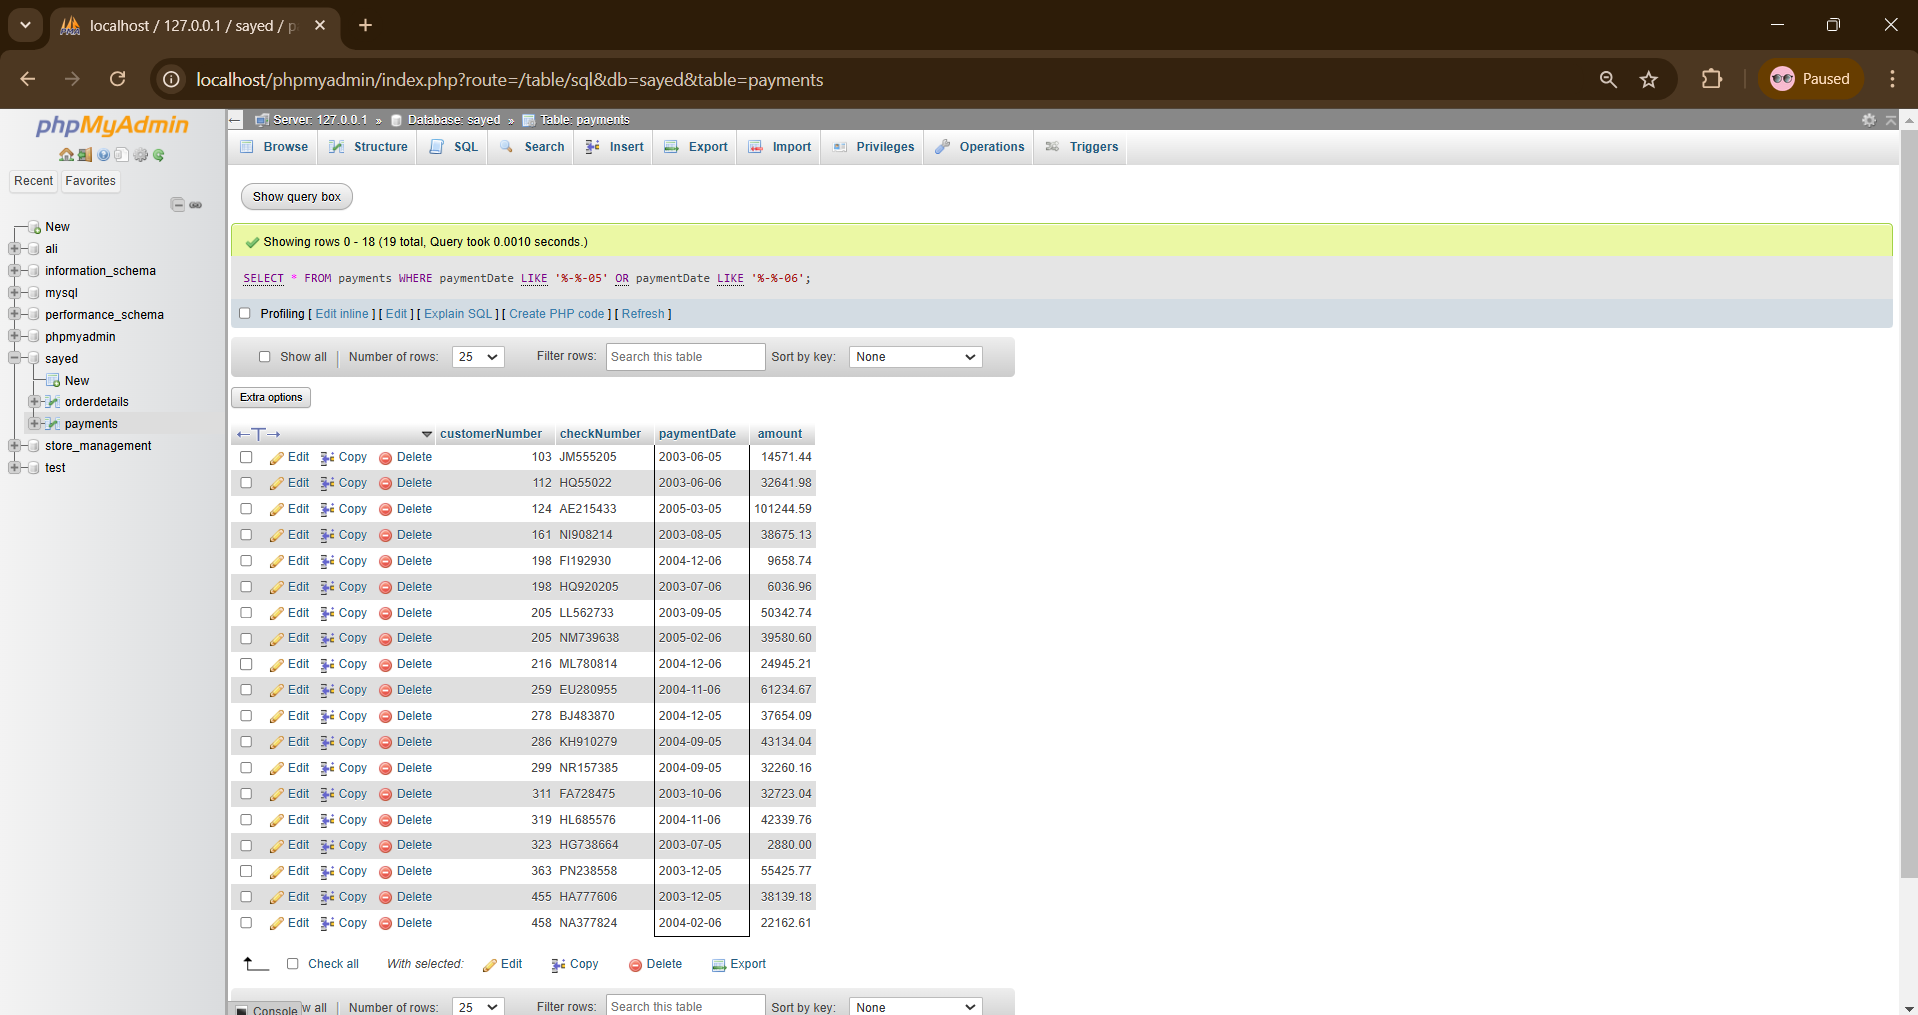 localhost / 127.0.0.1 / sayed / p
localhost/phpmyadmin/index.php?route=/table/sql&db=sayed&table=payments
Paused
phpMyAdmin
Recent Favorites
New
ali
information_schema
mysql
performance_schema
phpmyadmin
sayed
New
orderdetails
payments
store_management
test
Server: 127.0.0.1 » Database: sayed » Table: payments
Browse Structure SQL Search Insert Export Import Privileges Operations Triggers
Show query box
Showing rows 0 - 18 (19 total, Query took 0.0010 seconds.)
SELECT * FROM payments WHERE paymentDate LIKE '%-%-05' OR paymentDate LIKE '%-%-06';
Profiling [ Edit inline ] [ Edit ] [ Explain SQL ] [ Create PHP code ] [ Refresh ]
Show all | Number of rows: 25 Filter rows: Search this table Sort by key: None
Extra options
←T→ customerNumber checkNumber paymentDate amount
Edit Copy Delete 103 JM555205 2003-06-05 14571.44
Edit Copy Delete 112 HQ55022 2003-06-06 32641.98
Edit Copy Delete 124 AE215433 2005-03-05 101244.59
Edit Copy Delete 161 NI908214 2003-08-05 38675.13
Edit Copy Delete 198 FI192930 2004-12-06 9658.74
Edit Copy Delete 198 HQ920205 2003-07-06 6036.96
Edit Copy Delete 205 LL562733 2003-09-05 50342.74
Edit Copy Delete 205 NM739638 2005-02-06 39580.60
Edit Copy Delete 216 ML780814 2004-12-06 24945.21
Edit Copy Delete 259 EU280955 2004-11-06 61234.67
Edit Copy Delete 278 BJ483870 2004-12-05 37654.09
Edit Copy Delete 286 KH910279 2004-09-05 43134.04
Edit Copy Delete 299 NR157385 2004-09-05 32260.16
Edit Copy Delete 311 FA728475 2003-10-06 32723.04
Edit Copy Delete 319 HL685576 2004-11-06 42339.76
Edit Copy Delete 323 HG738664 2003-07-05 2880.00
Edit Copy Delete 363 PN238558 2003-12-05 55425.77
Edit Copy Delete 455 HA777606 2003-12-05 38139.18
Edit Copy Delete 458 NA377824 2004-02-06 22162.61
Check all With selected: Edit Copy Delete Export
Console w all | Number of rows: 25 Filter rows: Search this table Sort by key: None